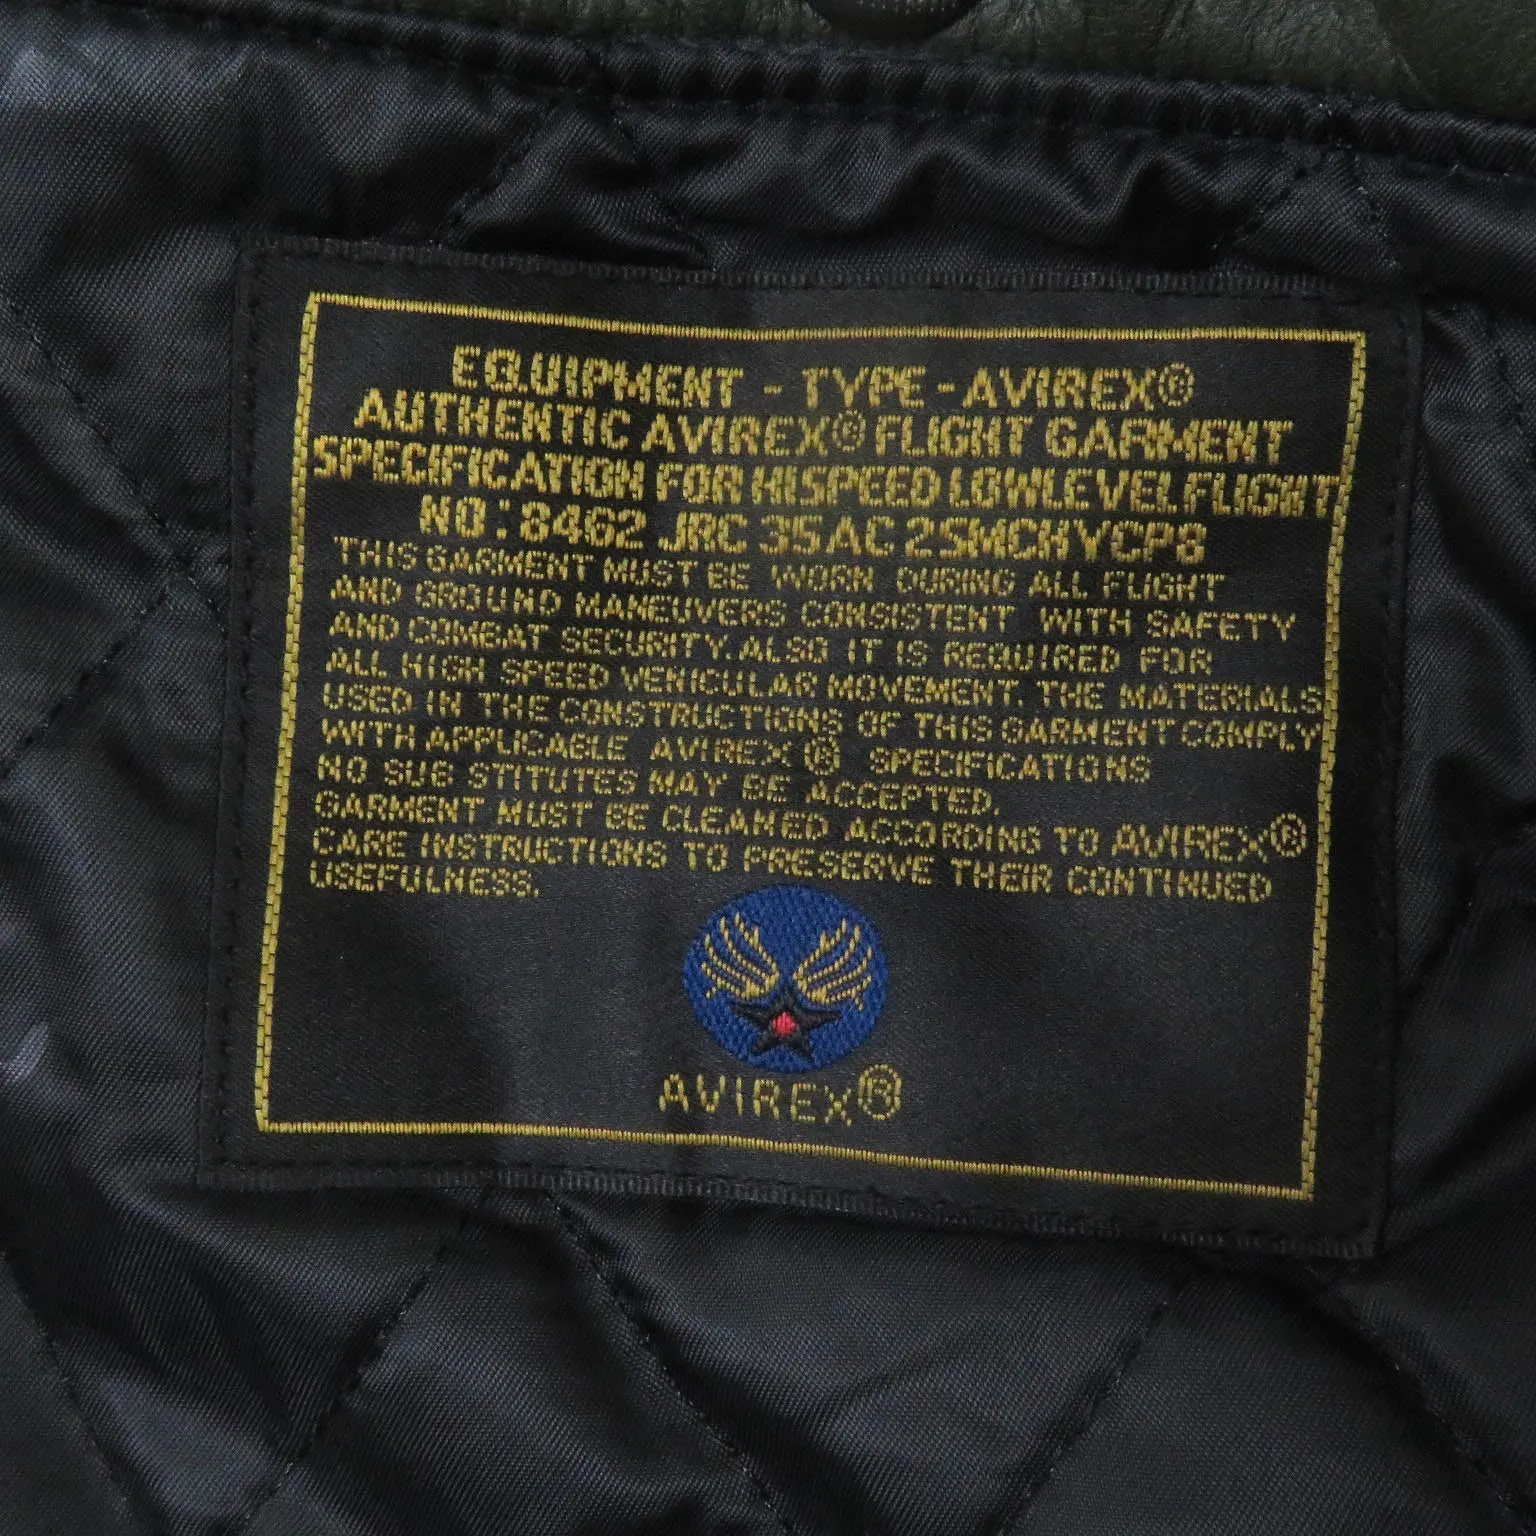 EQUIPMENT - TYPE - AVIREX®
AUTHENTIC AVIREX® FLIGHT GARMENT
SPECIFICATION FOR HISPEED LOWLEVEL FLIGHT
NO.:8462 JRC 35AC2SMCHYCP8
THIS GARMENT MUST BE WORN DURING ALL FLIGHT
AND GROUND MANEUVERS CONSISTENT WITH SAFETY
AND COMBAT SECURITY. ALSO IT IS REQUIRED FOR
ALL HIGH SPEED VEHICULAR MOVEMENT. THE MATERIALS
USED IN THE CONSTRUCTIONS OF THIS GARMENT COMPLY
WITH APPLICABLE AVIREX ® SPECIFICATIONS
NO SUB STITUTES MAY BE ACCEPTED.
GARMENT MUST BE CLEANED ACCORDING TO AVIREX®
CARE INSTRUCTIONS TO PRESERVE THEIR CONTINUED
USEFULNESS.
AVIREX®